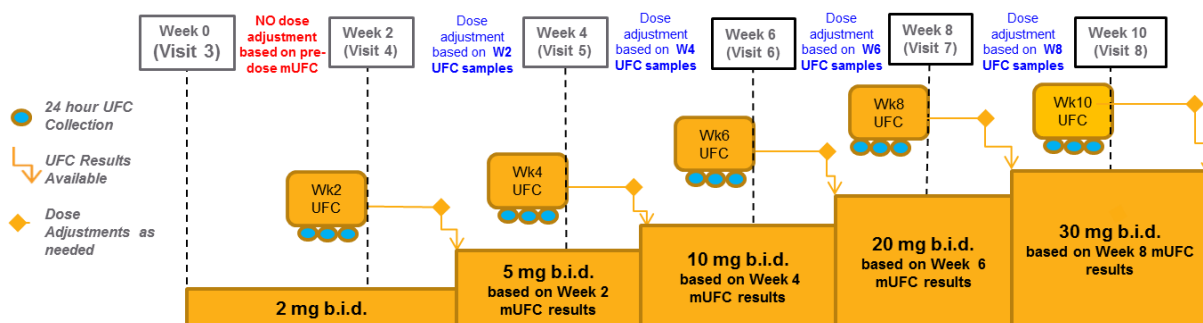 Week 0
(Visit 3)
NO dose
adjustment
based on pre-
dose mUFC
Week 2
(Visit 4)
Dose
adjustment
based on W2
UFC samples
Week 4
(Visit 5)
Dose
adjustment
based on W4
UFC samples
Week 6
(Visit 6)
Dose
adjustment
based on W6
UFC samples
Week 8
(Visit 7)
Dose
adjustment
based on W8
UFC samples
Week 10
(Visit 8)
24 hour UFC
Collection
UFC Results
Available
Dose
Adjustments as
needed
Wk2
UFC
Wk4
UFC
Wk6
UFC
Wk8
UFC
Wk10
UFC
2 mg b.i.d.
5 mg b.i.d.
based on Week 2
mUFC results
10 mg b.i.d.
based on Week 4
mUFC results
20 mg b.i.d.
based on Week 6
mUFC results
30 mg b.i.d.
based on Week 8 mUFC
results